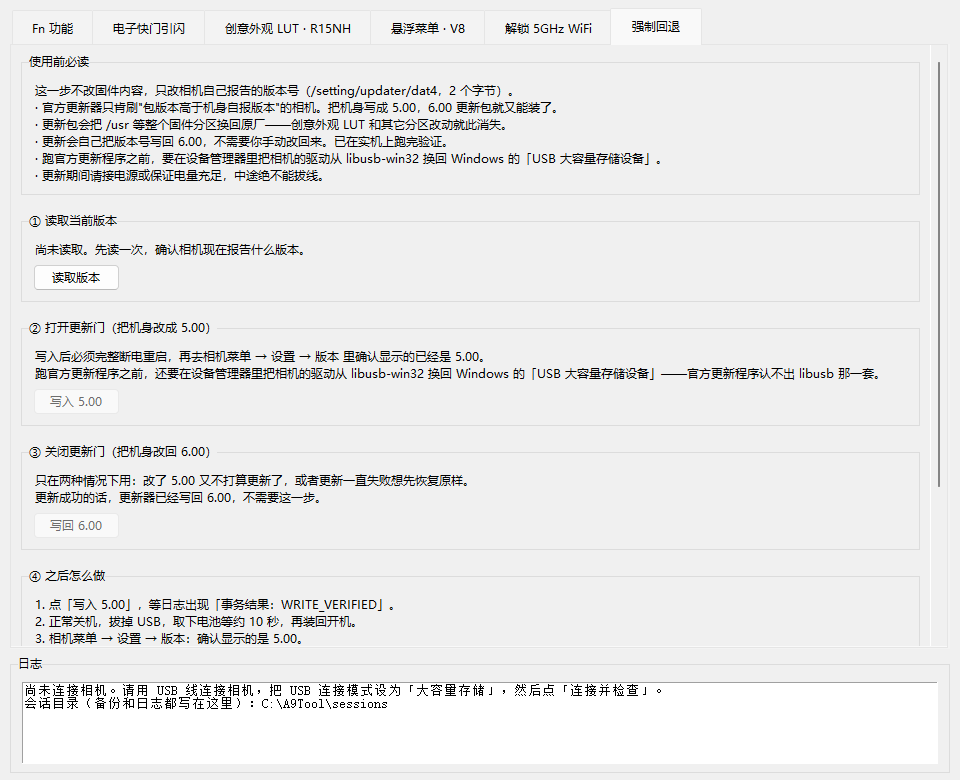 Fn 功能
电子快门引闪
创意外观 LUT · R15NH
悬浮菜单 · V8
解锁 5GHz WiFi
强制回退
使用前必读
这一步不改固件内容，只改相机自己报告的版本号（/setting/updater/dat4，2 个字节）。
· 官方更新器只肯刷"包版本高于机身自报版本"的相机。把机身写成 5.00，6.00 更新包就又能装了。
· 更新包会把 /usr 等整个固件分区换回原厂——创意外观 LUT 和其它分区改动就此消失。
· 更新会自己把版本号写回 6.00，不需要你手动改回来。已在实机上跑完验证。
· 跑官方更新程序之前，要在设备管理器里把相机的驱动从 libusb-win32 换回 Windows 的「USB 大容量存储设备」。
· 更新期间请接电源或保证电量充足，中途绝不能拔线。
① 读取当前版本
尚未读取。先读一次，确认相机现在报告什么版本。
读取版本
② 打开更新门（把机身改成 5.00）
写入后必须完整断电重启，再去相机菜单 → 设置 → 版本 里确认显示的已经是 5.00。
跑官方更新程序之前，还要在设备管理器里把相机的驱动从 libusb-win32 换回 Windows 的「USB 大容量存储设备」——官方更新程序认不出 libusb 那一套。
写入 5.00
③ 关闭更新门（把机身改回 6.00）
只在两种情况下用：改了 5.00 又不打算更新了，或者更新一直失败想先恢复原样。
更新成功的话，更新器已经写回 6.00，不需要这一步。
写回 6.00
④ 之后怎么做
1. 点「写入 5.00」，等日志出现「事务结果：WRITE_VERIFIED」。
2. 正常关机，拔掉 USB，取下电池等约 10 秒，再装回开机。
3. 相机菜单 → 设置 → 版本：确认显示的是 5.00。
日志
尚未连接相机。请用 USB 线连接相机，把 USB 连接模式设为「大容量存储」，然后点「连接并检查」。
会话目录（备份和日志都写在这里）：C:\A9Tool\sessions